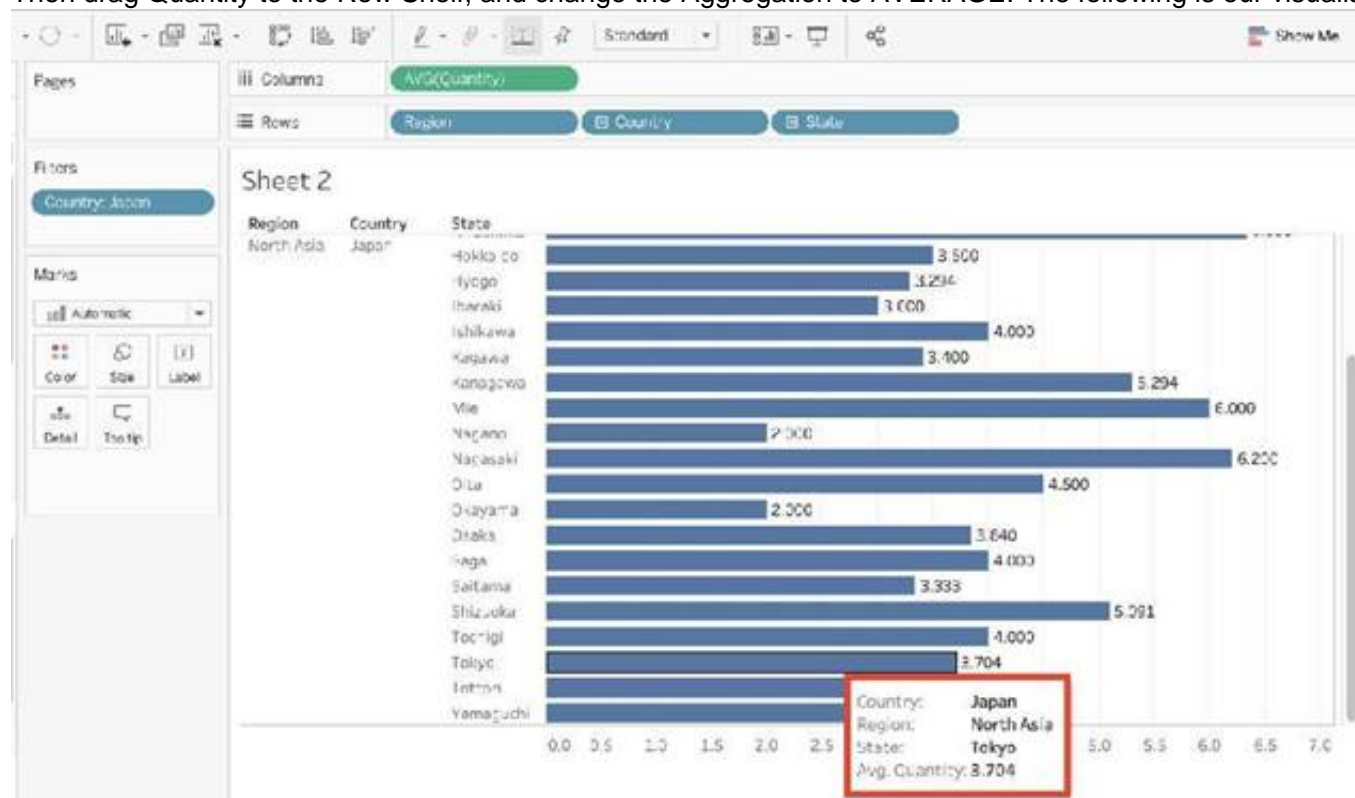 Then drag Quantity to the Row Shelf, and change the Aggregation to AVERAGE. The following is our
Standard
Show Me
Pages
Columns
AVG(Quantity)
Rows
Region
Country
State
Filters
Country: Japan
Sheet 2
Region Country State
North Asia Japan
Hokkaido 3.500
Hyogo 3.294
Ibaraki 3.000
Ishikawa 4.000
Kagawa 3.400
Kanagawa 5.294
Mie 6.000
Nagano 2.000
Nagasaki 6.200
Oita 4.500
Okayama 2.000
Osaka 3.640
Saga 4.000
Saitama 3.333
Shizuoka 5.091
Tochigi 4.000
Tokyo 3.704
Tottori
Yamaguchi
Marks
Automatic
Color Size Label
Detail Tooltip
Country: Japan
Region: North Asia
State: Tokyo
Avg. Quantity: 3.704
0.0 0.5 1.0 1.5 2.0 2.5 5.0 5.5 6.0 6.5 7.0